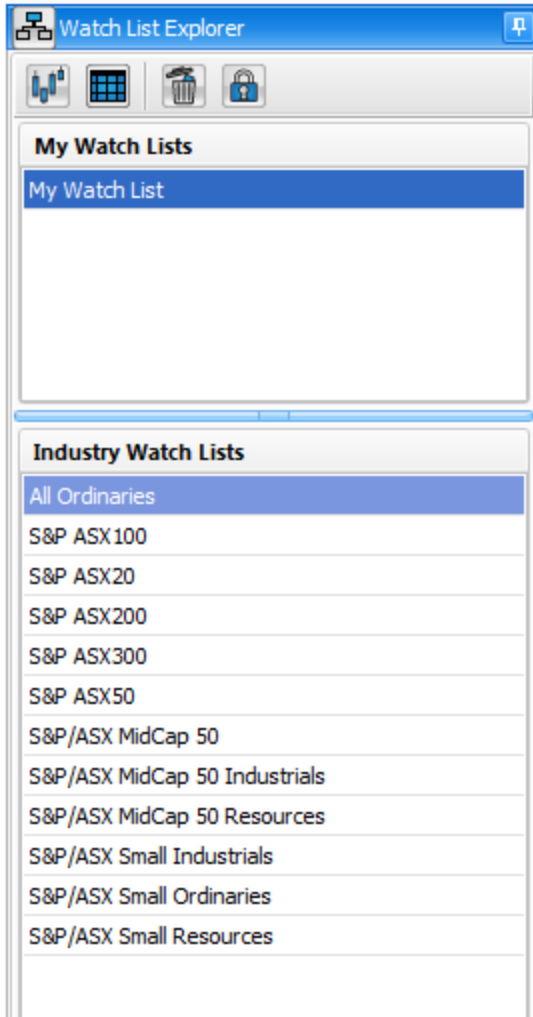 Watch List Explorer
My Watch Lists
My Watch List
Industry Watch Lists
All Ordinaries
S&P ASX100
S&P ASX20
S&P ASX200
S&P ASX300
S&P ASX50
S&P/ASX MidCap 50
S&P/ASX MidCap 50 Industrials
S&P/ASX MidCap 50 Resources
S&P/ASX Small Industrials
S&P/ASX Small Ordinaries
S&P/ASX Small Resources